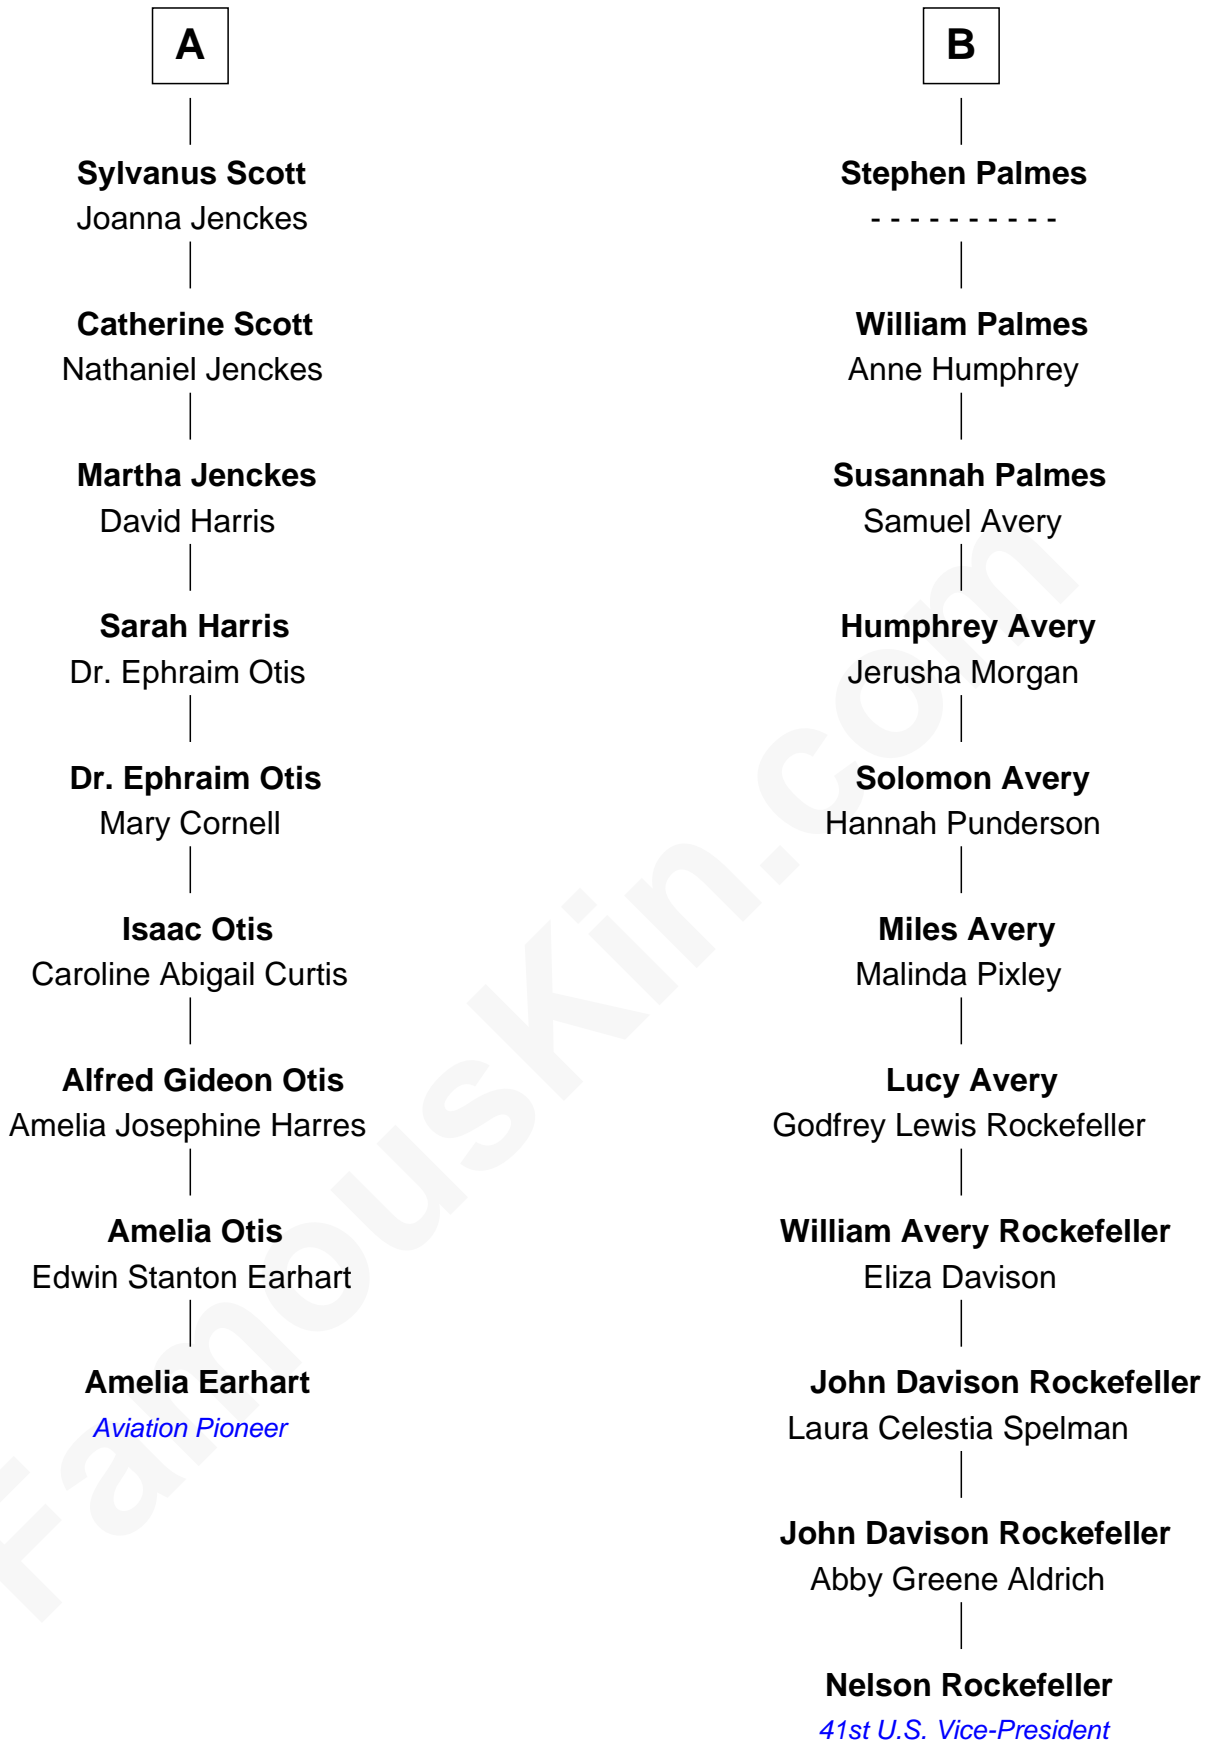 A
Sylvanus Scott
Joanna Jenckes
Catherine Scott
Nathaniel Jenckes
Martha Jenckes
David Harris
Sarah Harris
Dr. Ephraim Otis
Dr. Ephraim Otis
Mary Cornell
Isaac Otis
Caroline Abigail Curtis
Alfred Gideon Otis
Amelia Josephine Harres
Amelia Otis
Edwin Stanton Earhart
Amelia Earhart
Aviation Pioneer
B
Stephen Palmes
- - - - - - - - - -
William Palmes
Anne Humphrey
Susannah Palmes
Samuel Avery
Humphrey Avery
Jerusha Morgan
Solomon Avery
Hannah Punderson
Miles Avery
Malinda Pixley
Lucy Avery
Godfrey Lewis Rockefeller
William Avery Rockefeller
Eliza Davison
John Davison Rockefeller
Laura Celestia Spelman
John Davison Rockefeller
Abby Greene Aldrich
Nelson Rockefeller
41st U.S. Vice-President
FamousKin.com